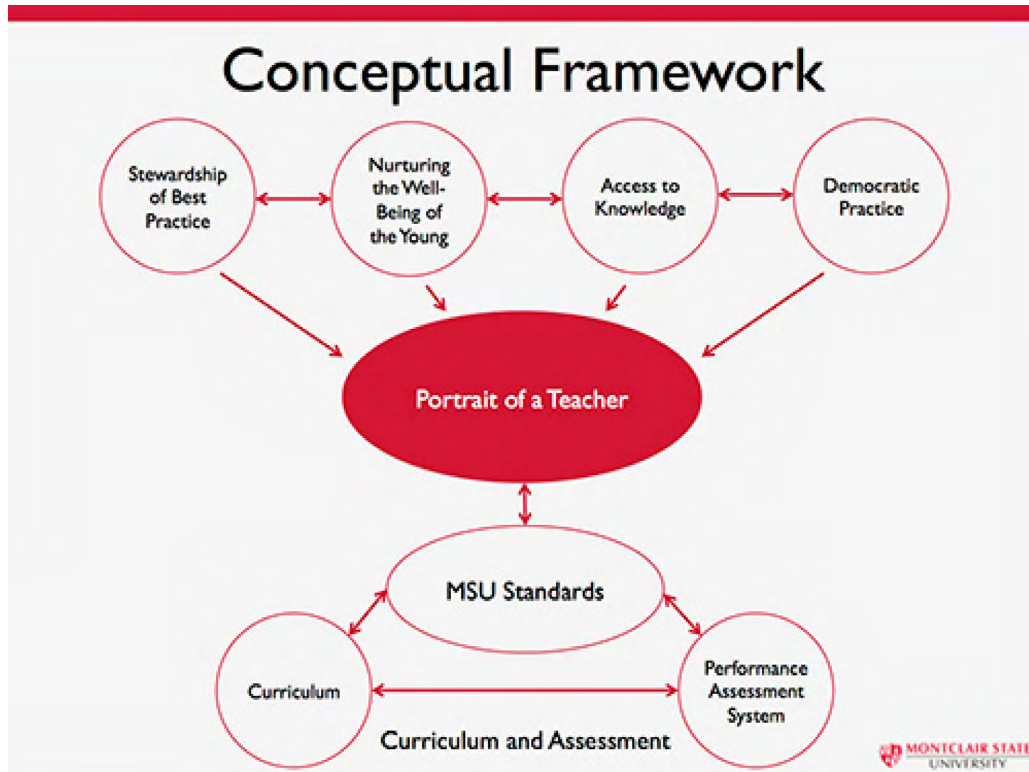 Conceptual Framework
Stewardship
of Best
Practice
Nurturing
the Well-
Being of
the Young
Access to
Knowledge
Democratic
Practice
Portrait of a Teacher
MSU Standards
Curriculum
Performance
Assessment
System
Curriculum and Assessment
MONTCLAIR STATE
UNIVERSITY